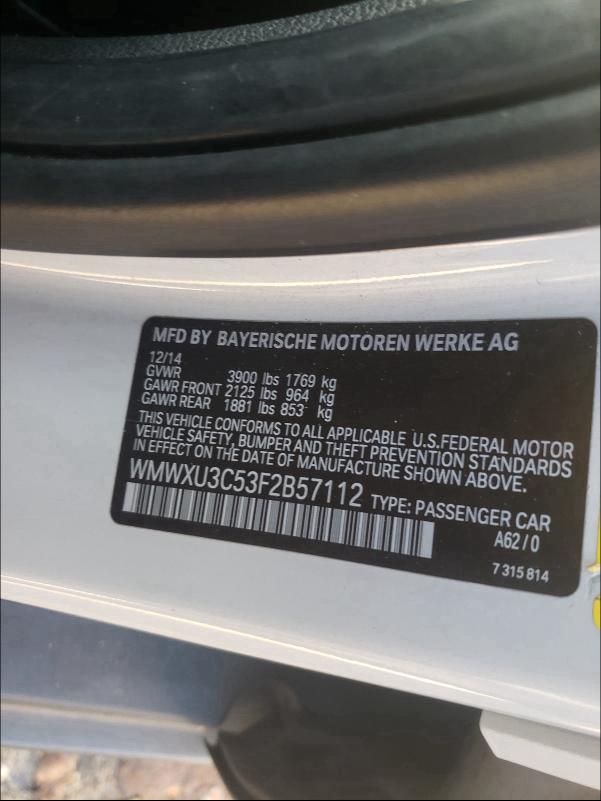 MFD BY BAYERISCHE MOTOREN WERKE AG
12/14
GVWR 3900 lbs 1769 kg
GAWR FRONT 2125 lbs 964 kg
GAWR REAR 1881 lbs 853 kg
THIS VEHICLE CONFORMS TO ALL APPLICABLE U.S.FEDERAL MOTOR
VEHICLE SAFETY, BUMPER AND THEFT PREVENTION STANDARDS
IN EFFECT ON THE DATE OF MANUFACTURE SHOWN ABOVE.
WMWXU3C53F2B57112 TYPE: PASSENGER CAR
A62/0
7 315 814